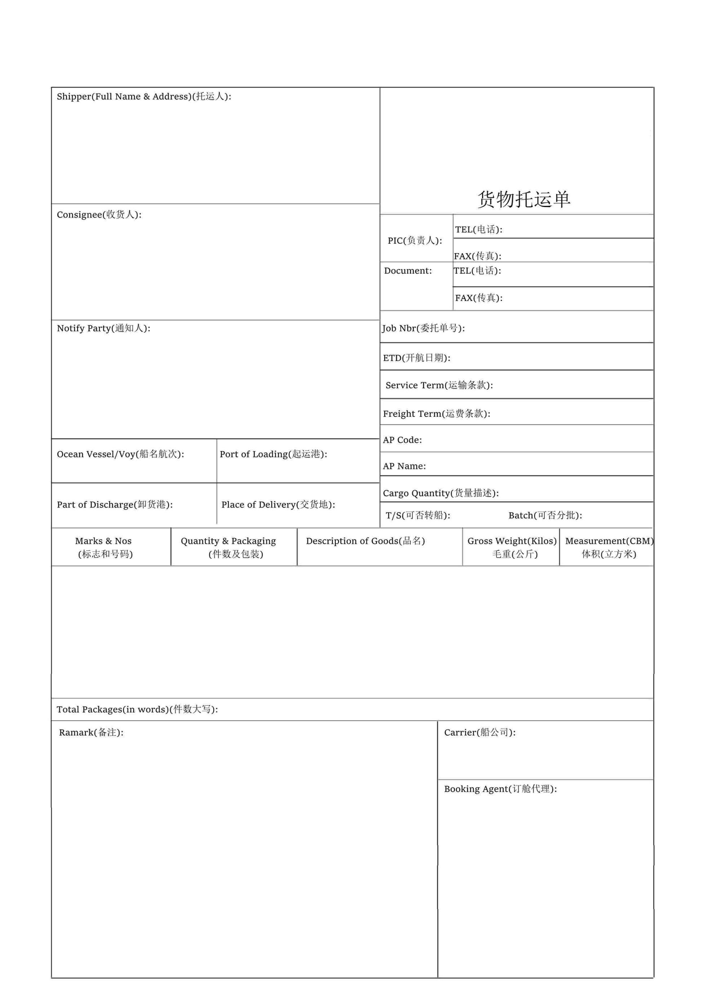 Shipper(Full Name & Address)(托运人):
货物托运单
Consignee(收货人):
PIC(负责人):
TEL(电话):
FAX(传真):
Document:
TEL(电话):
FAX(传真):
Notify Party(通知人):
Job Nbr(委托单号):
ETD(开航日期):
Service Term(运输条款):
Freight Term(运费条款):
AP Code:
AP Name:
Cargo Quantity(货量描述):
T/S(可否转船): Batch(可否分批):
Ocean Vessel/Voy(船名航次):
Port of Loading(起运港):
Part of Discharge(卸货港):
Place of Delivery(交货地):
Marks & Nos
(标志和号码)
Quantity & Packaging
(件数及包装)
Description of Goods(品名)
Gross Weight(Kilos)
毛重(公斤)
Measurement(CBM)
体积(立方米)
Total Packages(in words)(件数大写):
Ramark(备注):
Carrier(船公司):
Booking Agent(订舱代理):